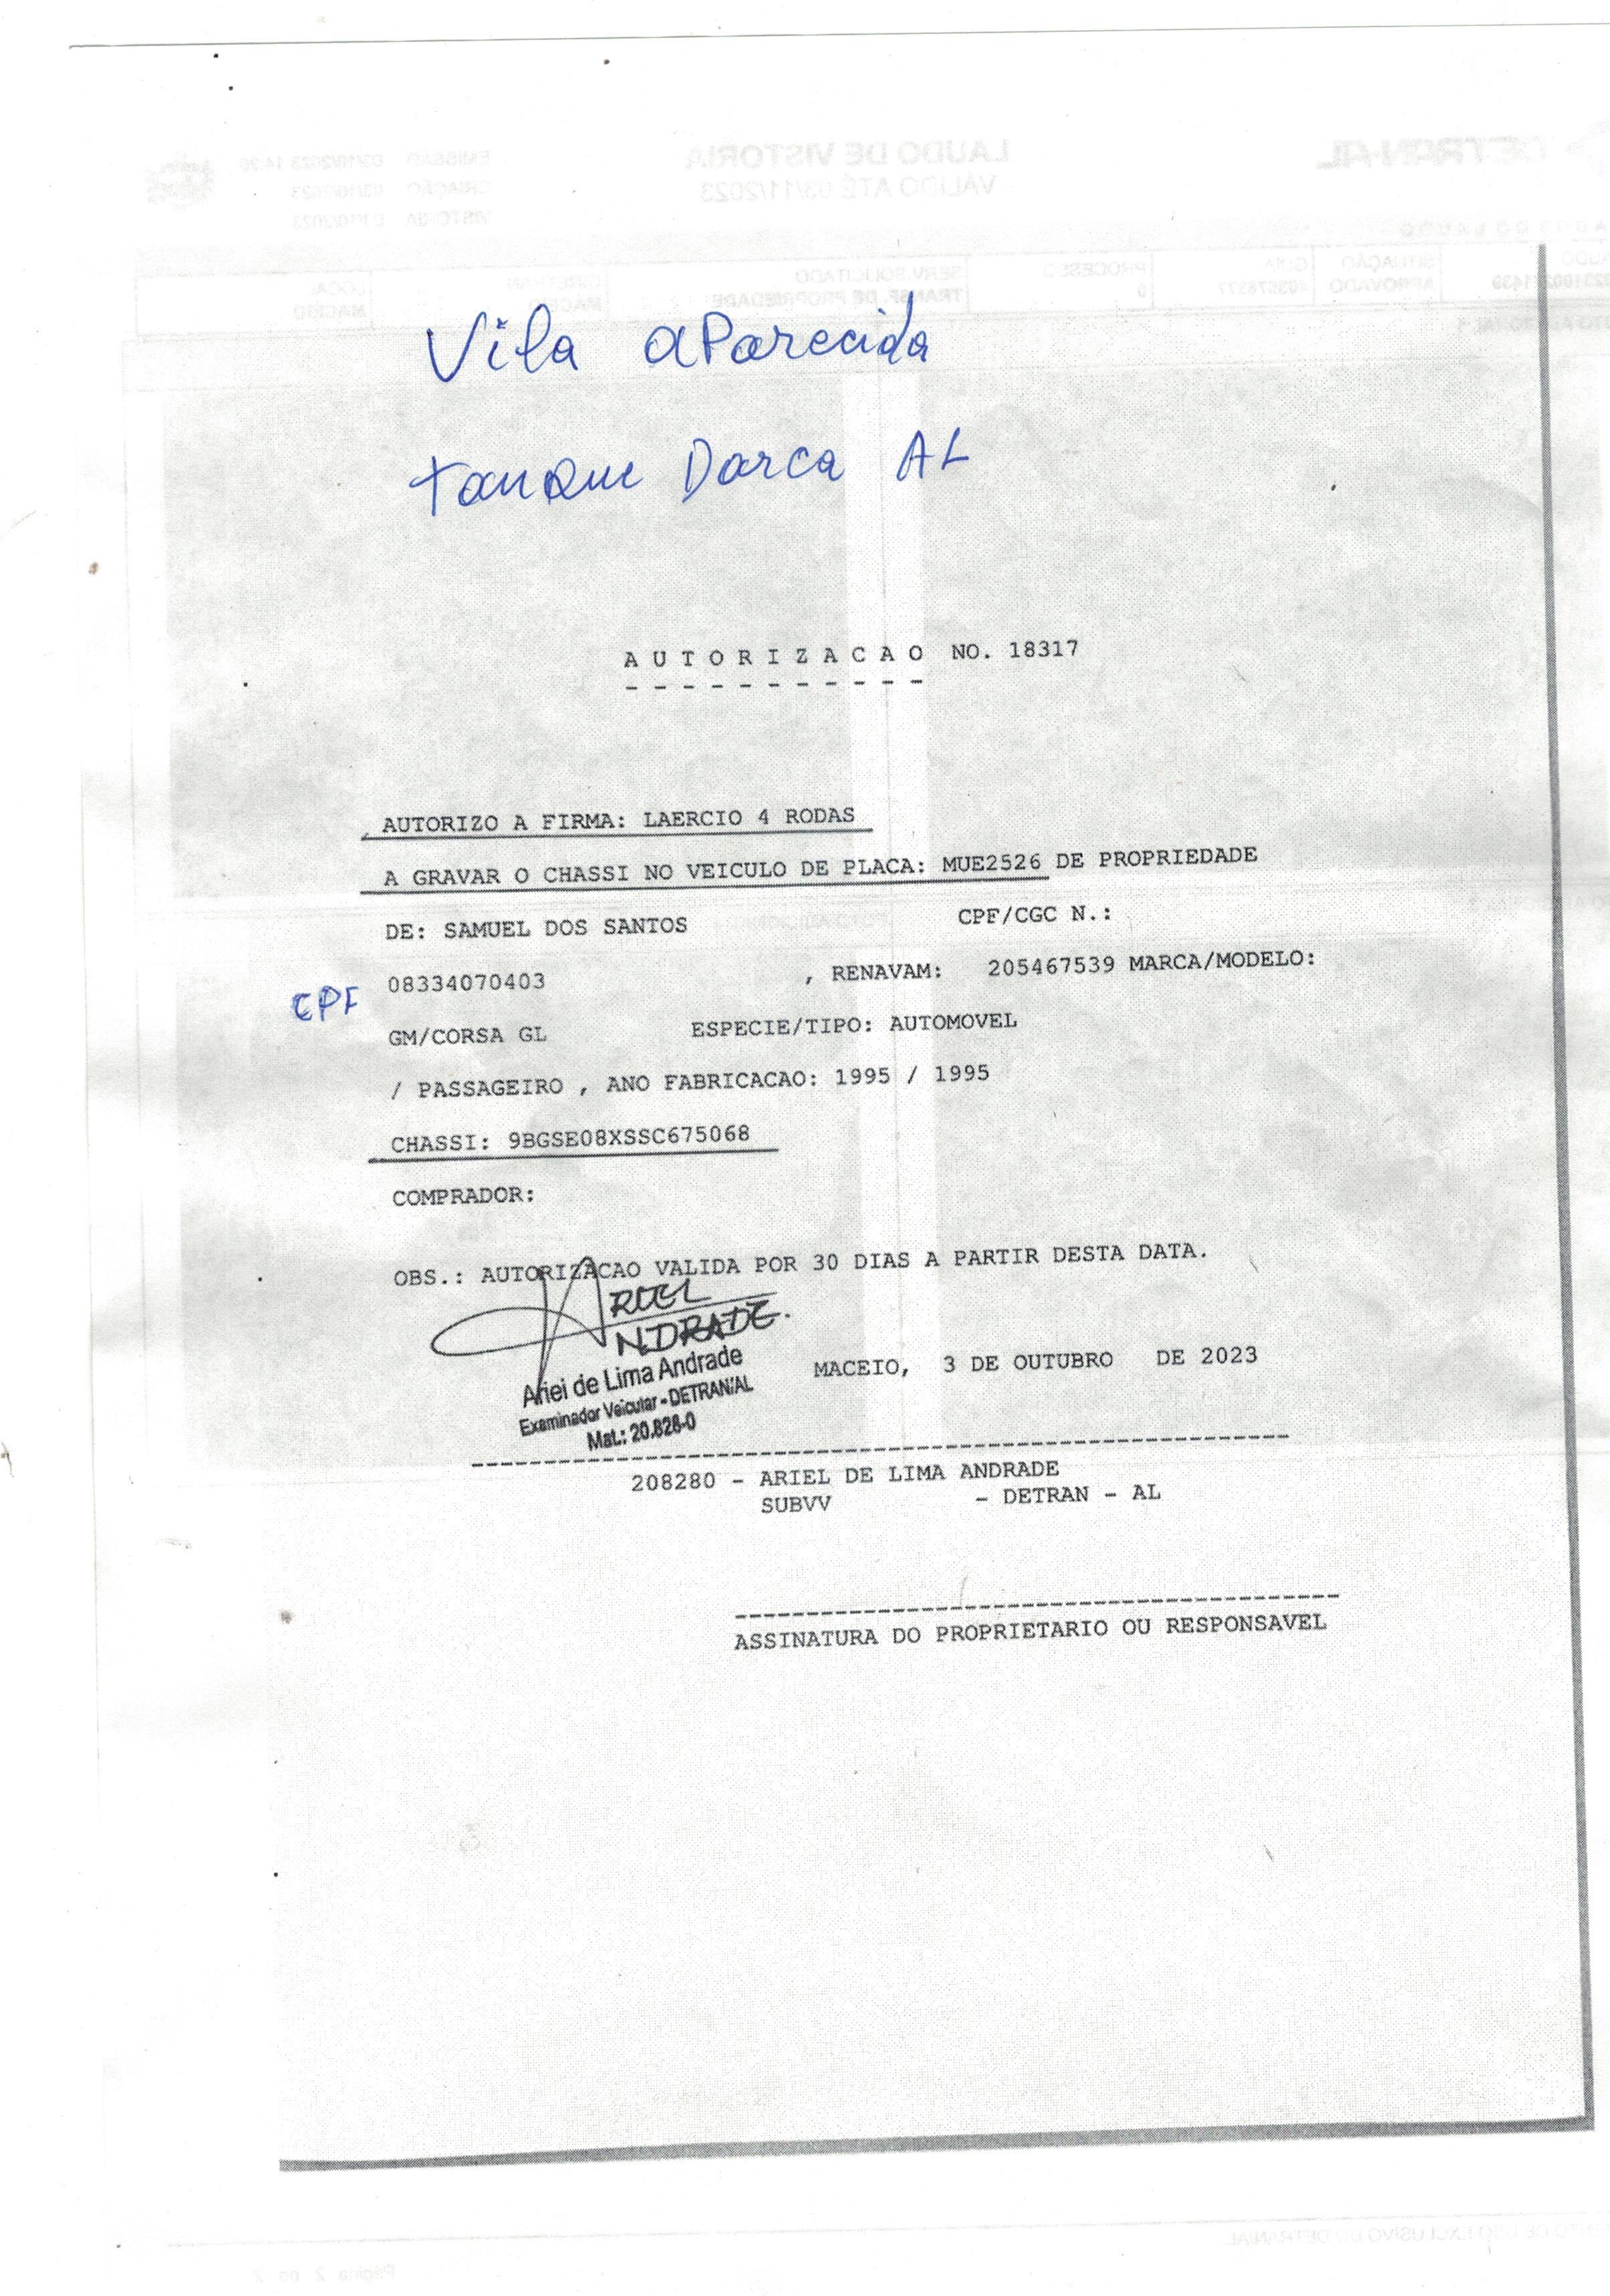 Vila aParecida
tanque Darca AL
A U T O R I Z A C A O NO. 18317
- - - - - - - - - - -
AUTORIZO A FIRMA: LAERCIO 4 RODAS
A GRAVAR O CHASSI NO VEICULO DE PLACA: MUE2526 DE PROPRIEDADE
DE: SAMUEL DOS SANTOS CPF/CGC N.:
CPF 08334070403 , RENAVAM: 205467539 MARCA/MODELO:
GM/CORSA GL ESPECIE/TIPO: AUTOMOVEL
/ PASSAGEIRO , ANO FABRICACAO: 1995 / 1995
CHASSI: 9BGSE08XSSC675068
COMPRADOR:
OBS.: AUTORIZACAO VALIDA POR 30 DIAS A PARTIR DESTA DATA.
ARIEL
ANDRADE.
Ariel de Lima Andrade
Examinador Veicular - DETRAN/AL
Mat.: 20.828-0
MACEIO, 3 DE OUTUBRO DE 2023
208280 - ARIEL DE LIMA ANDRADE
SUBVV - DETRAN - AL
ASSINATURA DO PROPRIETARIO OU RESPONSAVEL